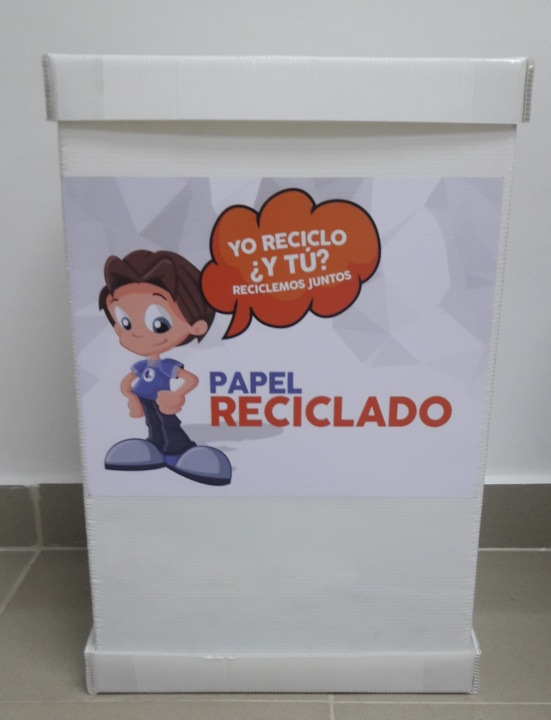 YO RECICLO
¿Y TÚ?
RECICLEMOS JUNTOS
PAPEL
RECICLADO